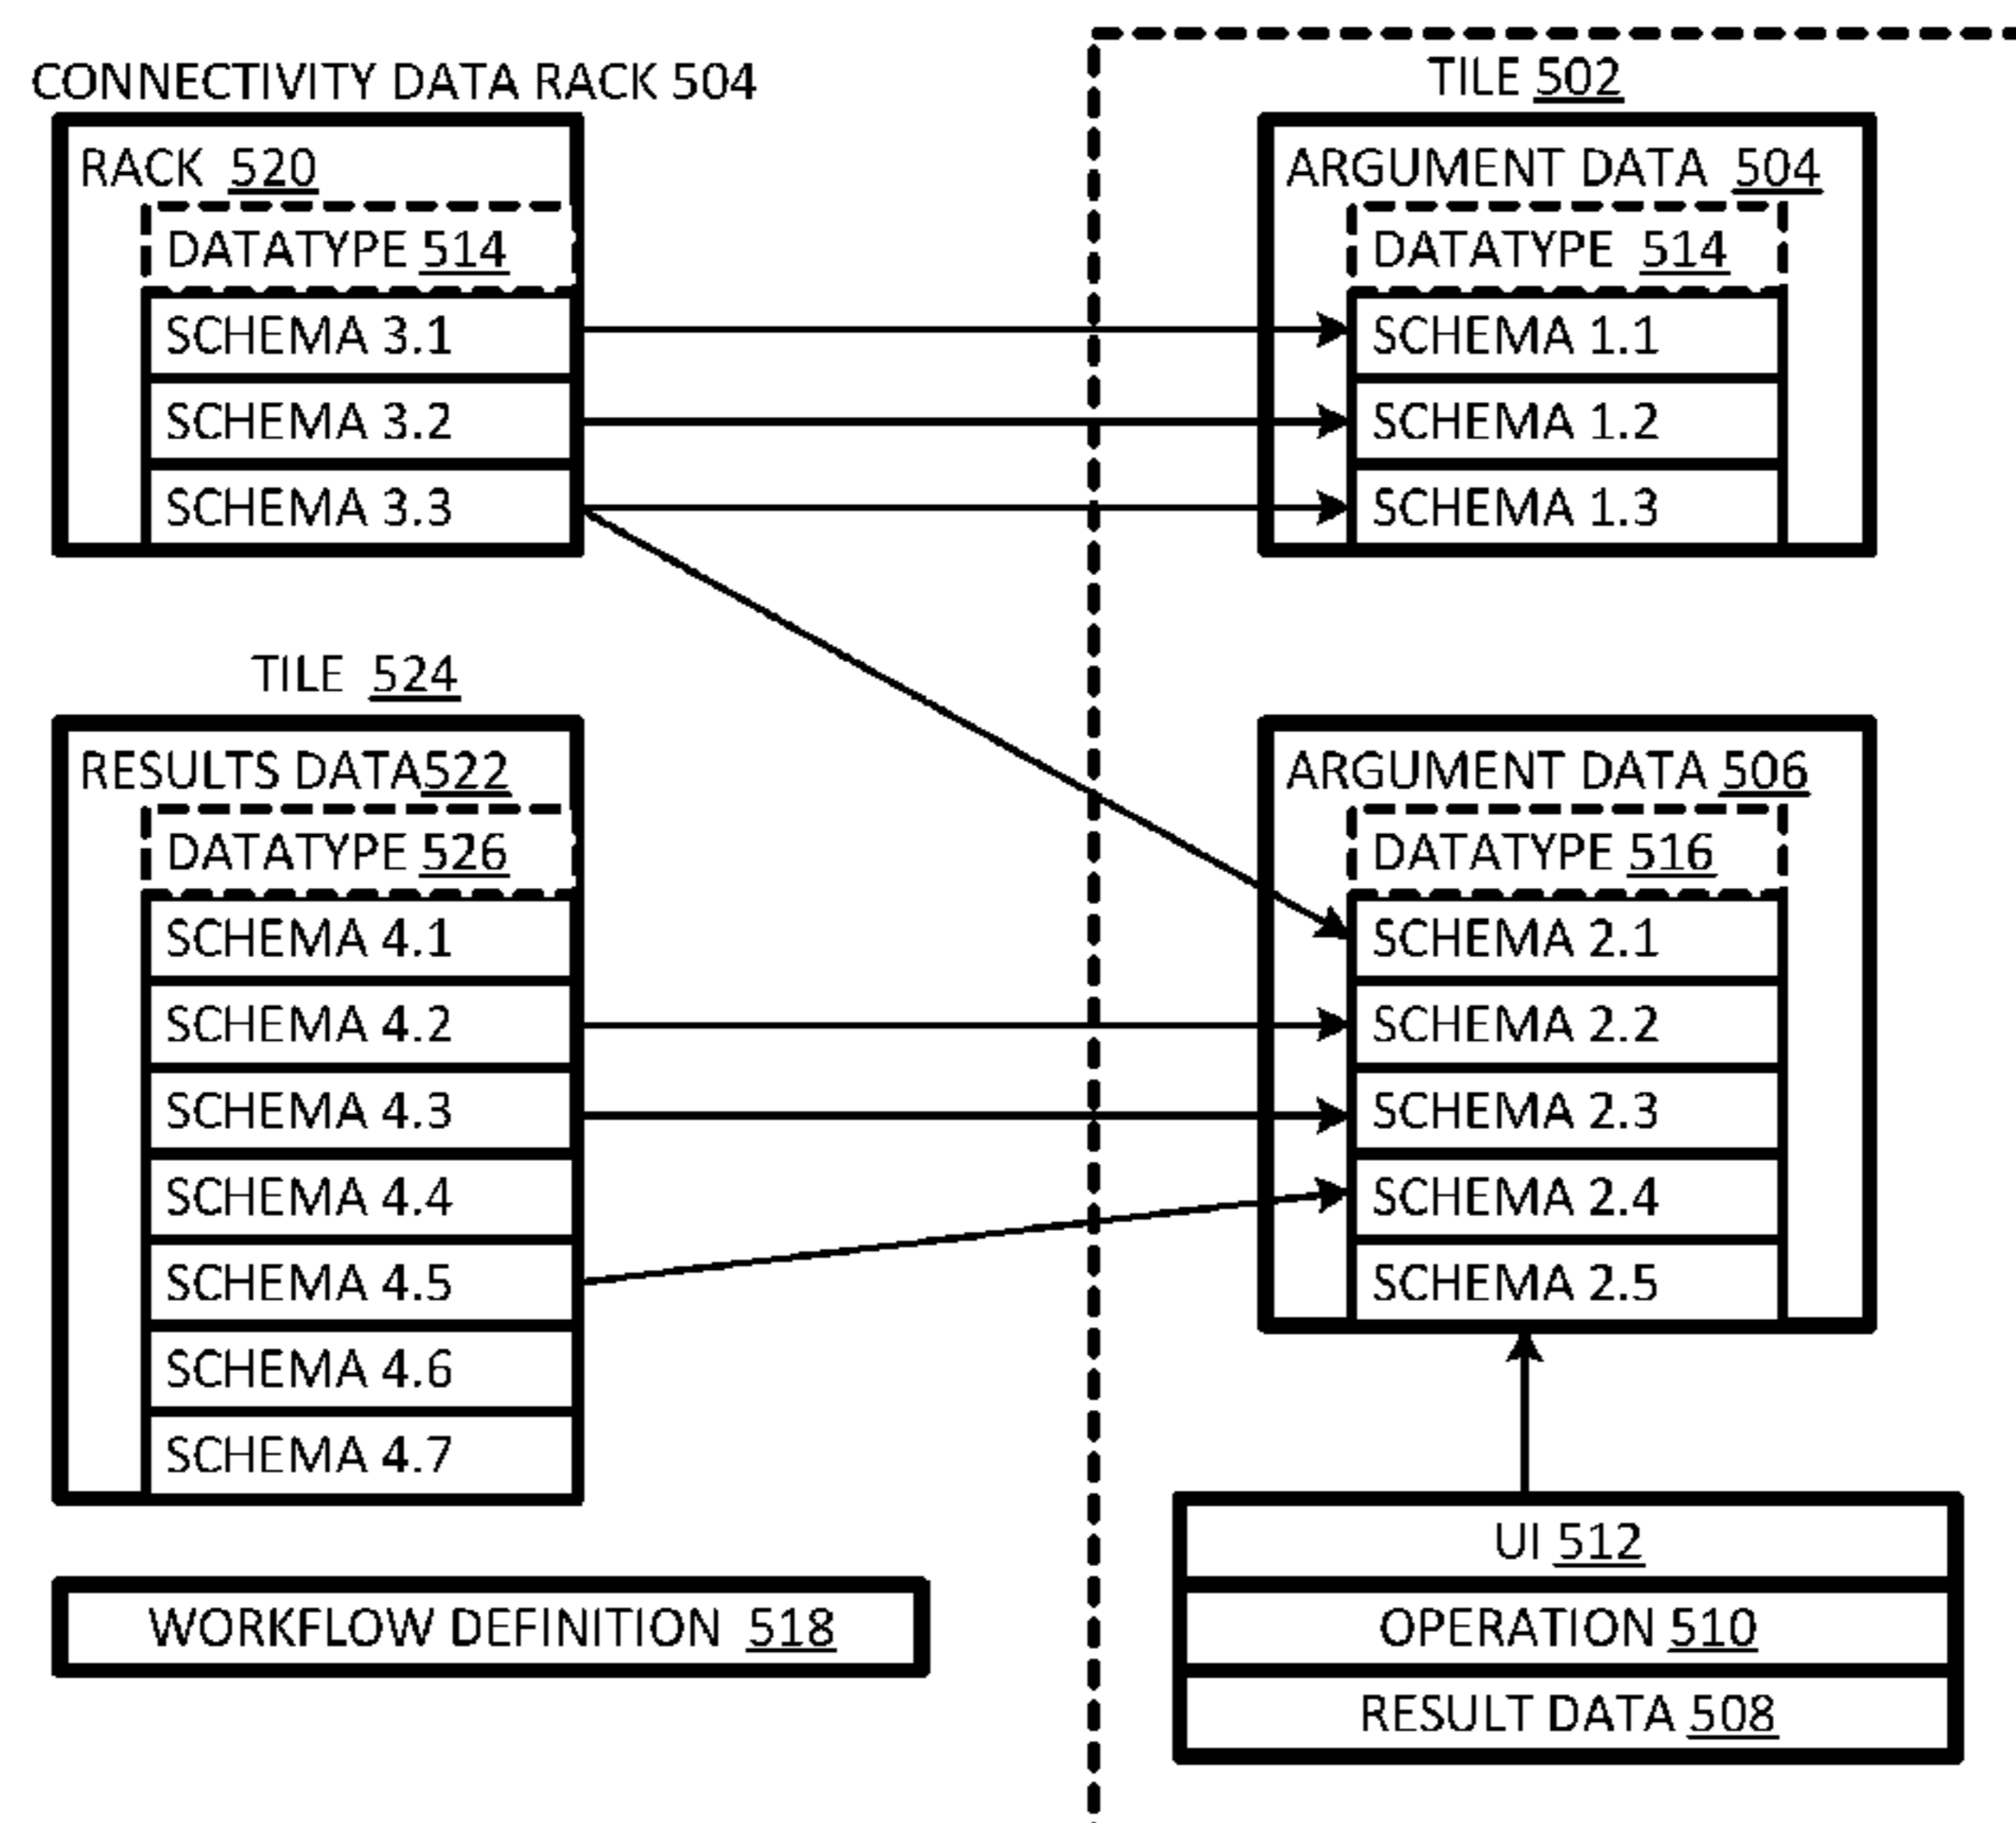 CONNECTIVITY DATA RACK 504
RACK 520
DATATYPE 514
SCHEMA 3.1
SCHEMA 3.2
SCHEMA 3.3
TILE 502
ARGUMENT DATA 504
DATATYPE 514
SCHEMA 1.1
SCHEMA 1.2
SCHEMA 1.3
TILE 524
RESULTS DATA522
DATATYPE 526
SCHEMA 4.1
SCHEMA 4.2
SCHEMA 4.3
SCHEMA 4.4
SCHEMA 4.5
SCHEMA 4.6
SCHEMA 4.7
ARGUMENT DATA 506
DATATYPE 516
SCHEMA 2.1
SCHEMA 2.2
SCHEMA 2.3
SCHEMA 2.4
SCHEMA 2.5
WORKFLOW DEFINITION 518
UI 512
OPERATION 510
RESULT DATA 508